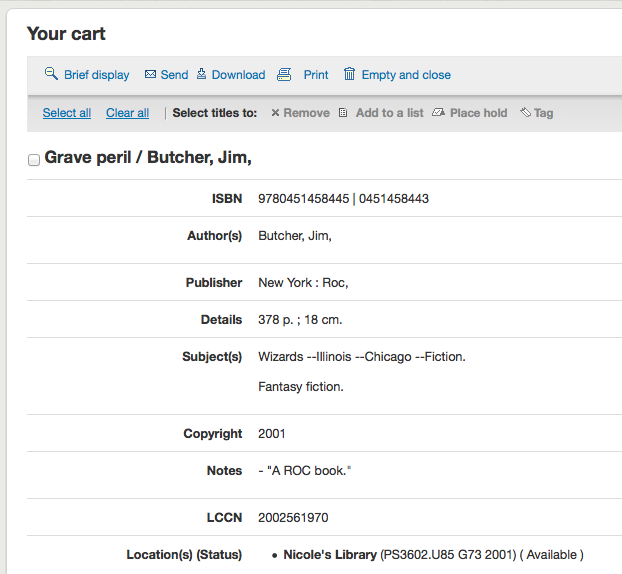 Your cart
Brief display Send Download Print Empty and close
Select all Clear all | Select titles to: Remove Add to a list Place hold Tag
Grave peril / Butcher, Jim,
ISBN 9780451458445 | 0451458443
Author(s) Butcher, Jim,
Publisher New York : Roc,
Details 378 p. ; 18 cm.
Subject(s) Wizards --Illinois --Chicago --Fiction.
Fantasy fiction.
Copyright 2001
Notes - "A ROC book."
LCCN 2002561970
Location(s) (Status) • Nicole's Library (PS3602.U85 G73 2001) ( Available )